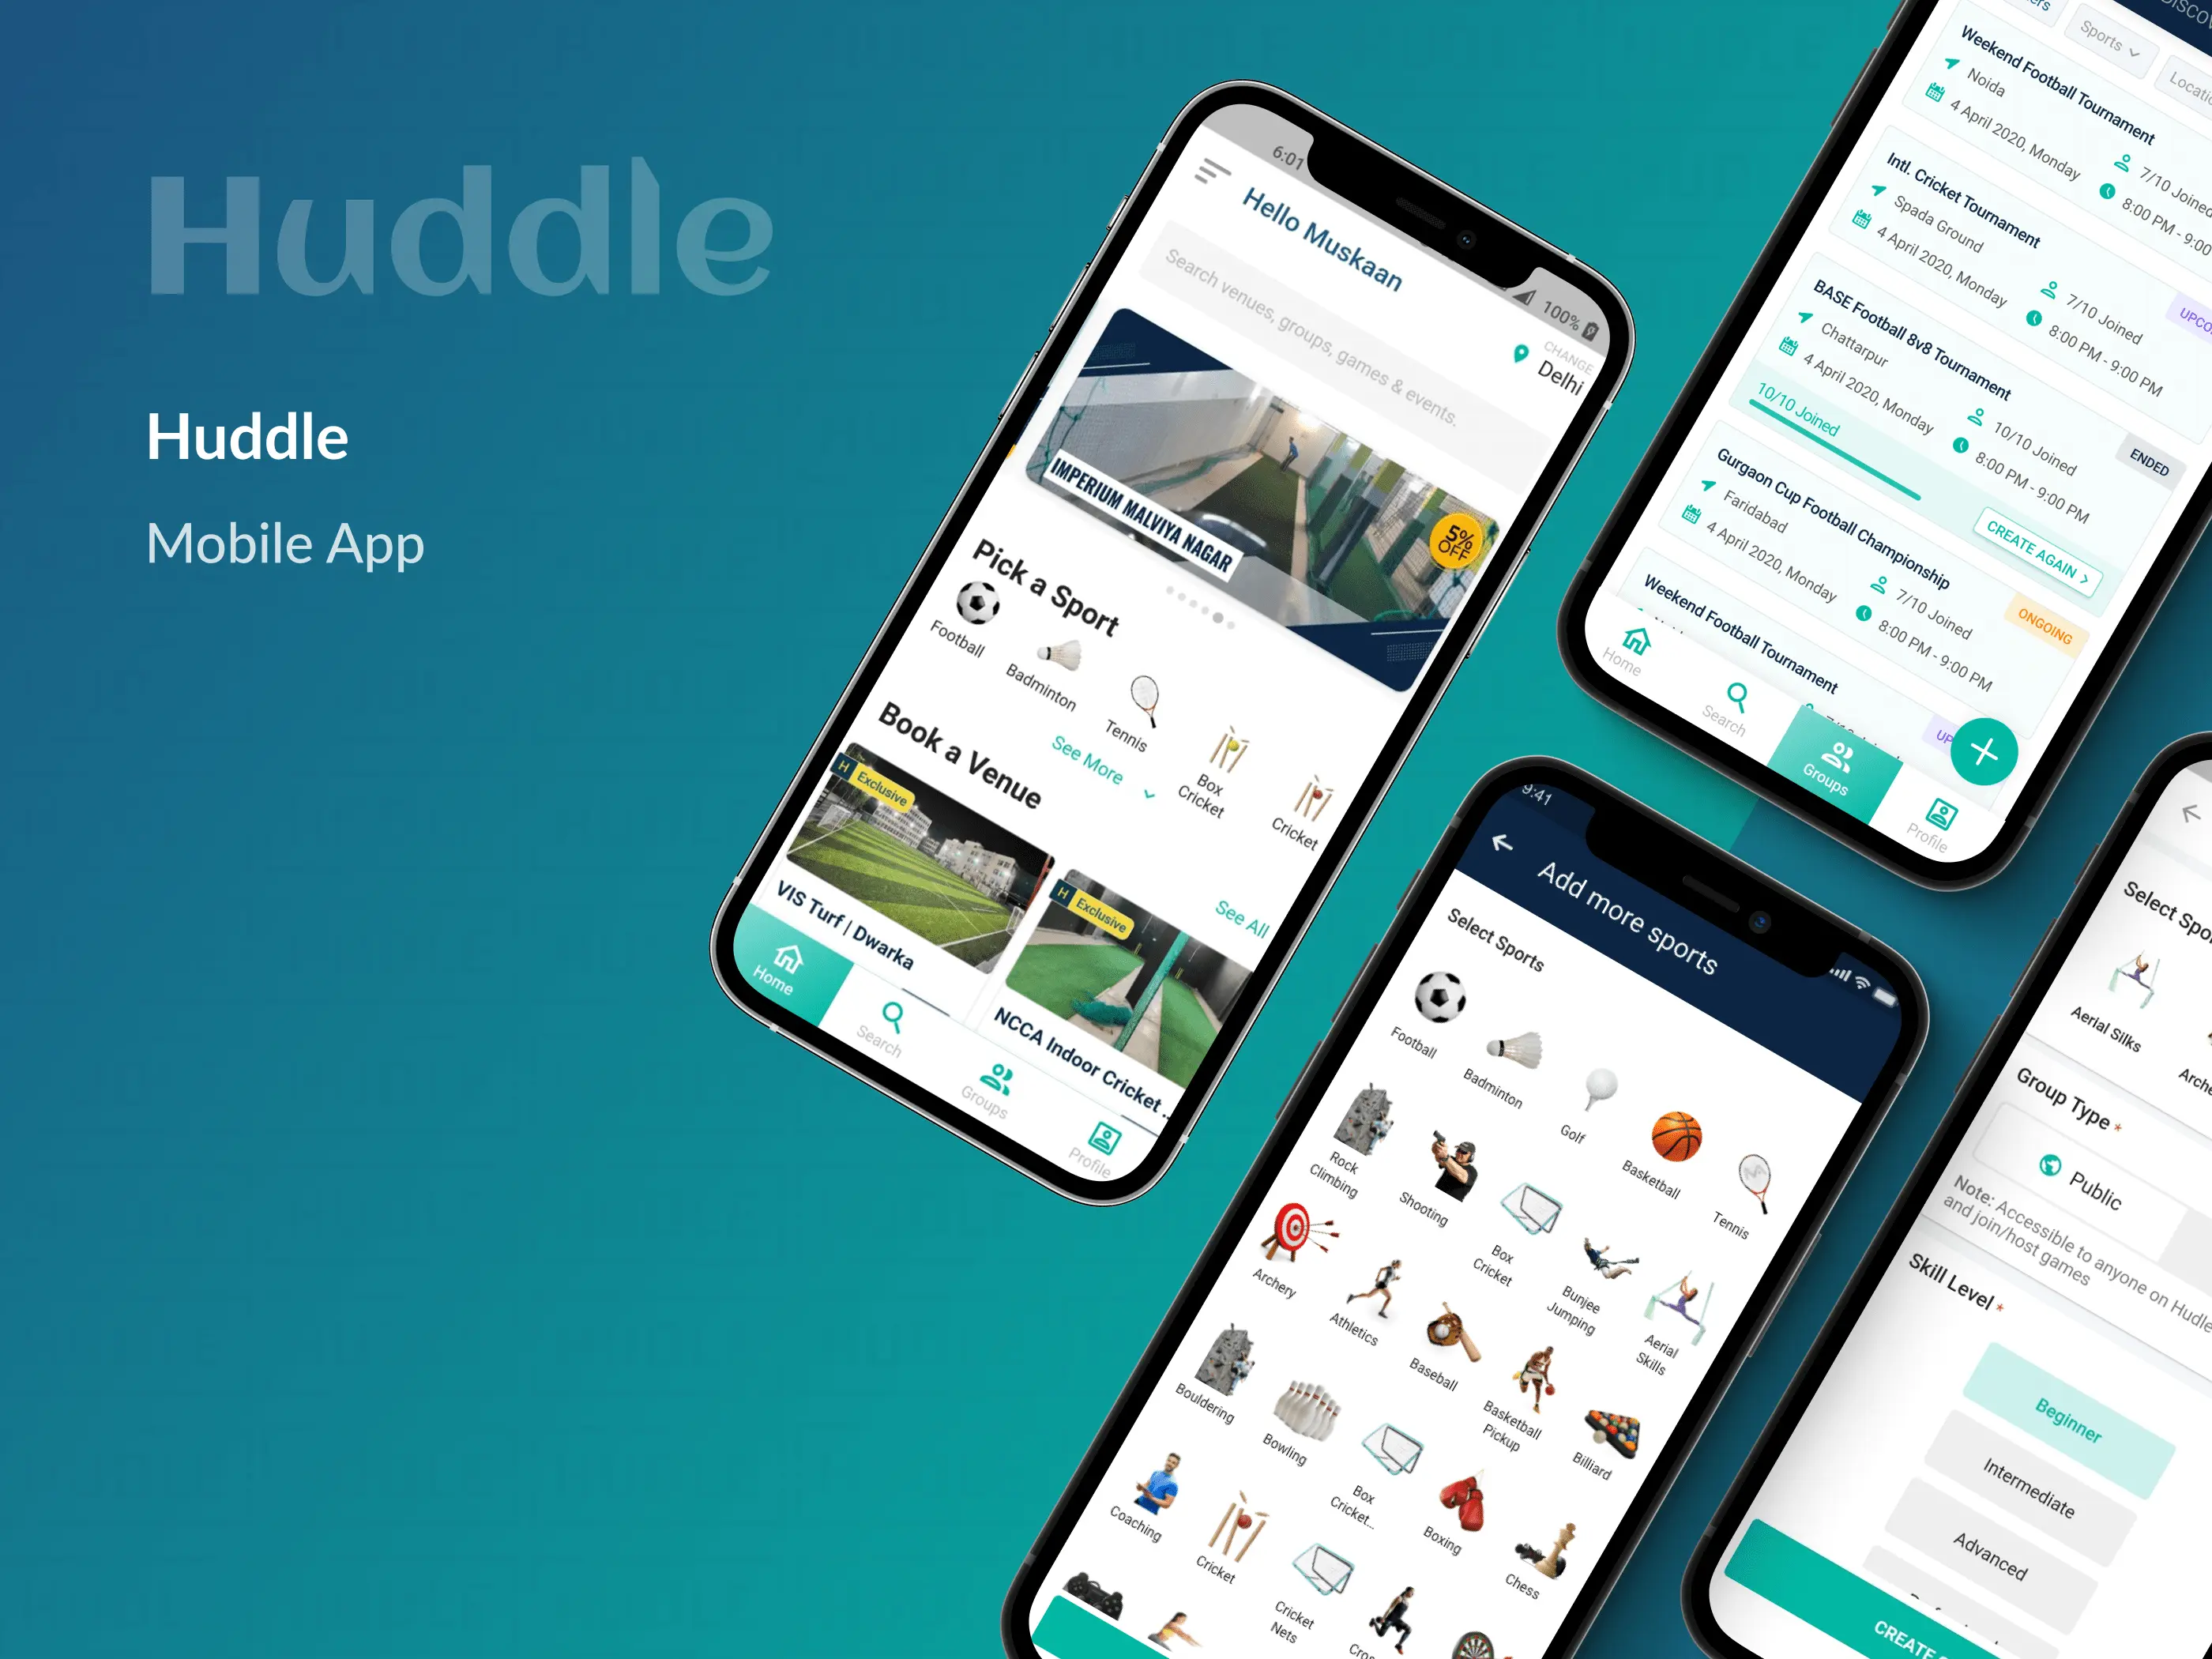 Huddle
Huddle
Mobile App
6:01
100%
Hello Muskaan
CHANGE
Delhi
Search venues, groups, games & events.
IMPERIUM MALVIYA NAGAR
5%
OFF
Pick a Sport
Football
Badminton
Tennis
Box
Cricket
Cricket
See More
Book a Venue
See All
H Exclusive
VIS Turf | Dwarka
H Exclusive
NCCA Indoor Cricket ..
Home
Search
Groups
Profile
Sports
Weekend Football Tournament
Noida
7/10 Joined
4 April 2020, Monday
8:00 PM - 9:00
Intl. Cricket Tournament
Spada Ground
7/10 Joined
4 April 2020, Monday
8:00 PM - 9:00 PM
BASE Football 8v8 Tournament
ENDED
Chattarpur
10/10 Joined
4 April 2020, Monday
8:00 PM - 9:00 PM
10/10 Joined
CREATE AGAIN >
Gurgaon Cup Football Championship
ONGOING
Faridabad
7/10 Joined
4 April 2020, Monday
8:00 PM - 9:00 PM
Weekend Football Tournament
Home
Search
Groups
Profile
9:41
Add more sports
Select Sports
Football
Badminton
Golf
Basketball
Tennis
Rock
Climbing
Shooting
Box
Cricket
Bunjee
Jumping
Aerial
Skills
Archery
Athletics
Baseball
Basketball
Pickup
Billiard
Bouldering
Bowling
Box
Cricket...
Boxing
Chess
Coaching
Cricket
Cricket
Nets
Cros
Select Spo
Aerial Silks
Arche
Group Type *
Public
Note: Accessible to anyone on Hudle
and join/host games
Skill Level *
Beginner
Intermediate
Advanced
CREATE